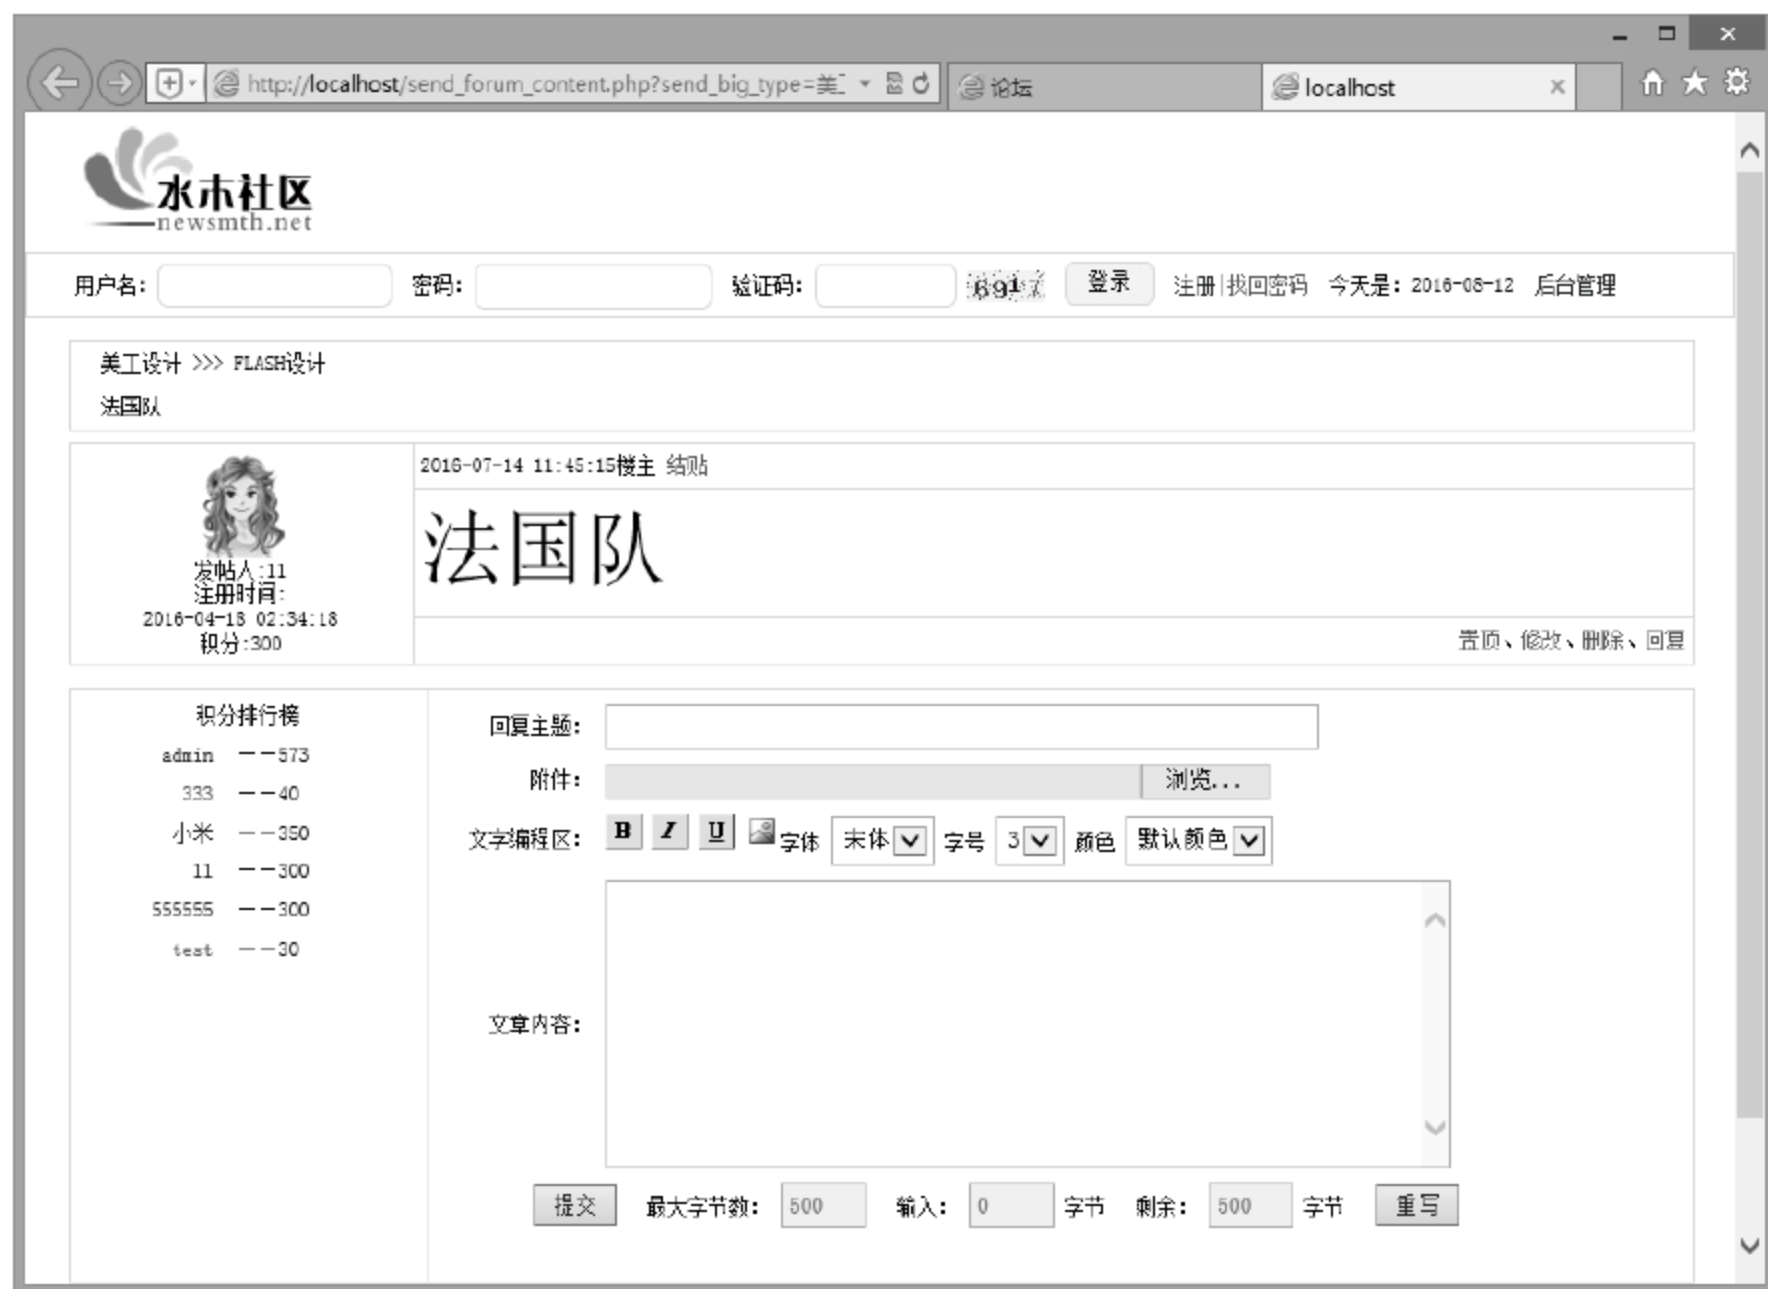 http://localhost/send_forum_content.php?send_big_type=美 论坛 localhost
水木社区
newsmth.net
用户名: 密码: 验证码: 6917 登录 注册|找回密码 今天是: 2016-08-12 后台管理
美工设计 >>> FLASH设计
法国队
2016-07-14 11:45:15楼主 结贴
法国队
发帖人:11
注册时间:
2016-04-18 02:34:18
积分:300
置顶、修改、删除、回复
积分排行榜
admin ——573
333 ——40
小米 ——350
11 ——300
555555 ——300
test ——30
回复主题:
附件: 浏览...
文字编程区: B I U 字体 宋体 字号 3 颜色 默认颜色
文章内容:
提交 最大字节数: 500 输入: 0 字节 剩余: 500 字节 重写